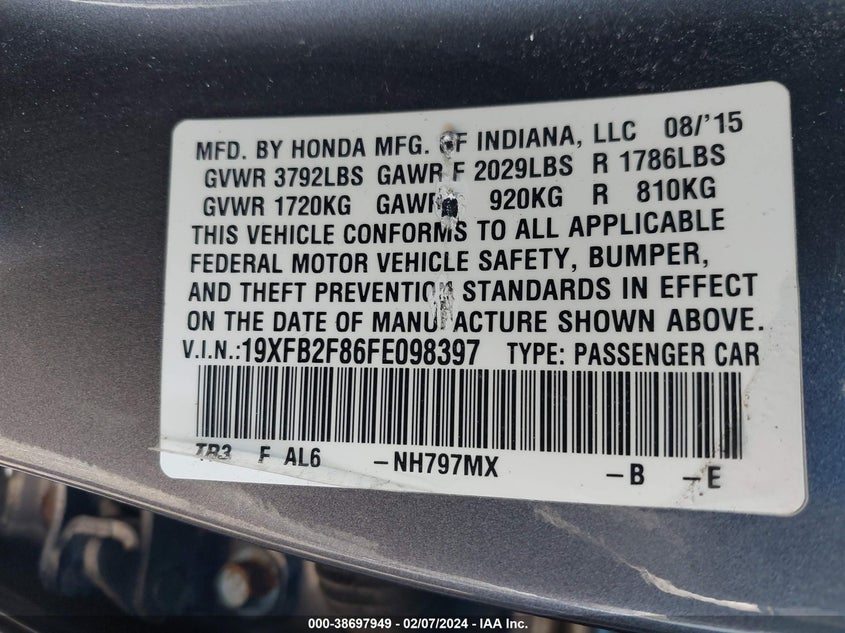 MFD. BY HONDA MFG. OF INDIANA, LLC 08/'15
GVWR 3792LBS GAWR F 2029LBS R 1786LBS
GVWR 1720KG GAWR 920KG R 810KG
THIS VEHICLE CONFORMS TO ALL APPLICABLE
FEDERAL MOTOR VEHICLE SAFETY, BUMPER,
AND THEFT PREVENTION STANDARDS IN EFFECT
ON THE DATE OF MANUFACTURE SHOWN ABOVE.
V.I.N.:19XFB2F86FE098397 TYPE: PASSENGER CAR
TR3 F AL6 -NH797MX -B -E
000-38697949 - 02/07/2024 - IAA Inc.